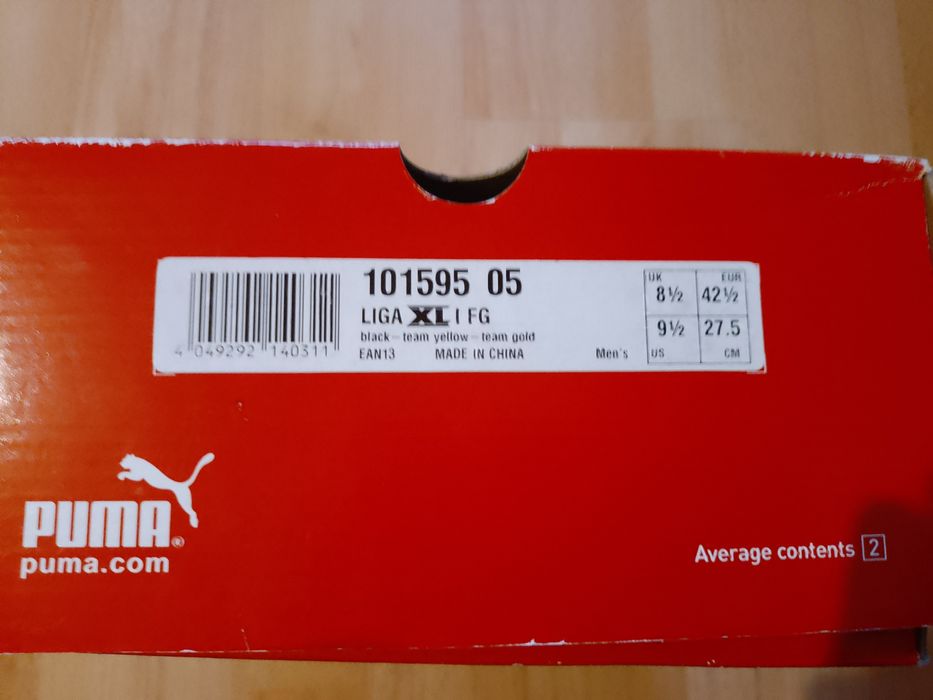 101595 05
LIGA XL I FG
black-team yellow-team gold
EAN13 MADE IN CHINA Men's
4 049292 140311
UK EUR
8½ 42½
9½ 27.5
US CM
PUMA®
puma.com
Average contents 2